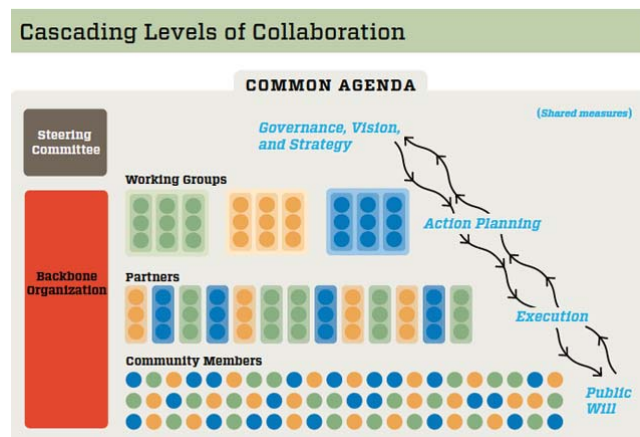 Cascading Levels of Collaboration
COMMON AGENDA
Steering
Committee
Governance, Vision,
and Strategy
(Shared measures)
Working Groups
Action Planning
Backbone
Organization
Partners
Execution
Community Members
Public
Will